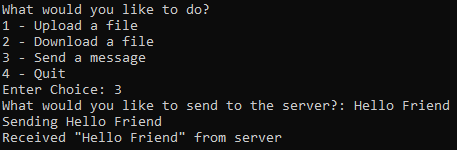 What would you like to do?
1 - Upload a file
2 - Download a file
3 - Send a message
4 - Quit
Enter Choice: 3
What would you like to send to the server?: Hello Friend
Sending Hello Friend
Received "Hello Friend" from server